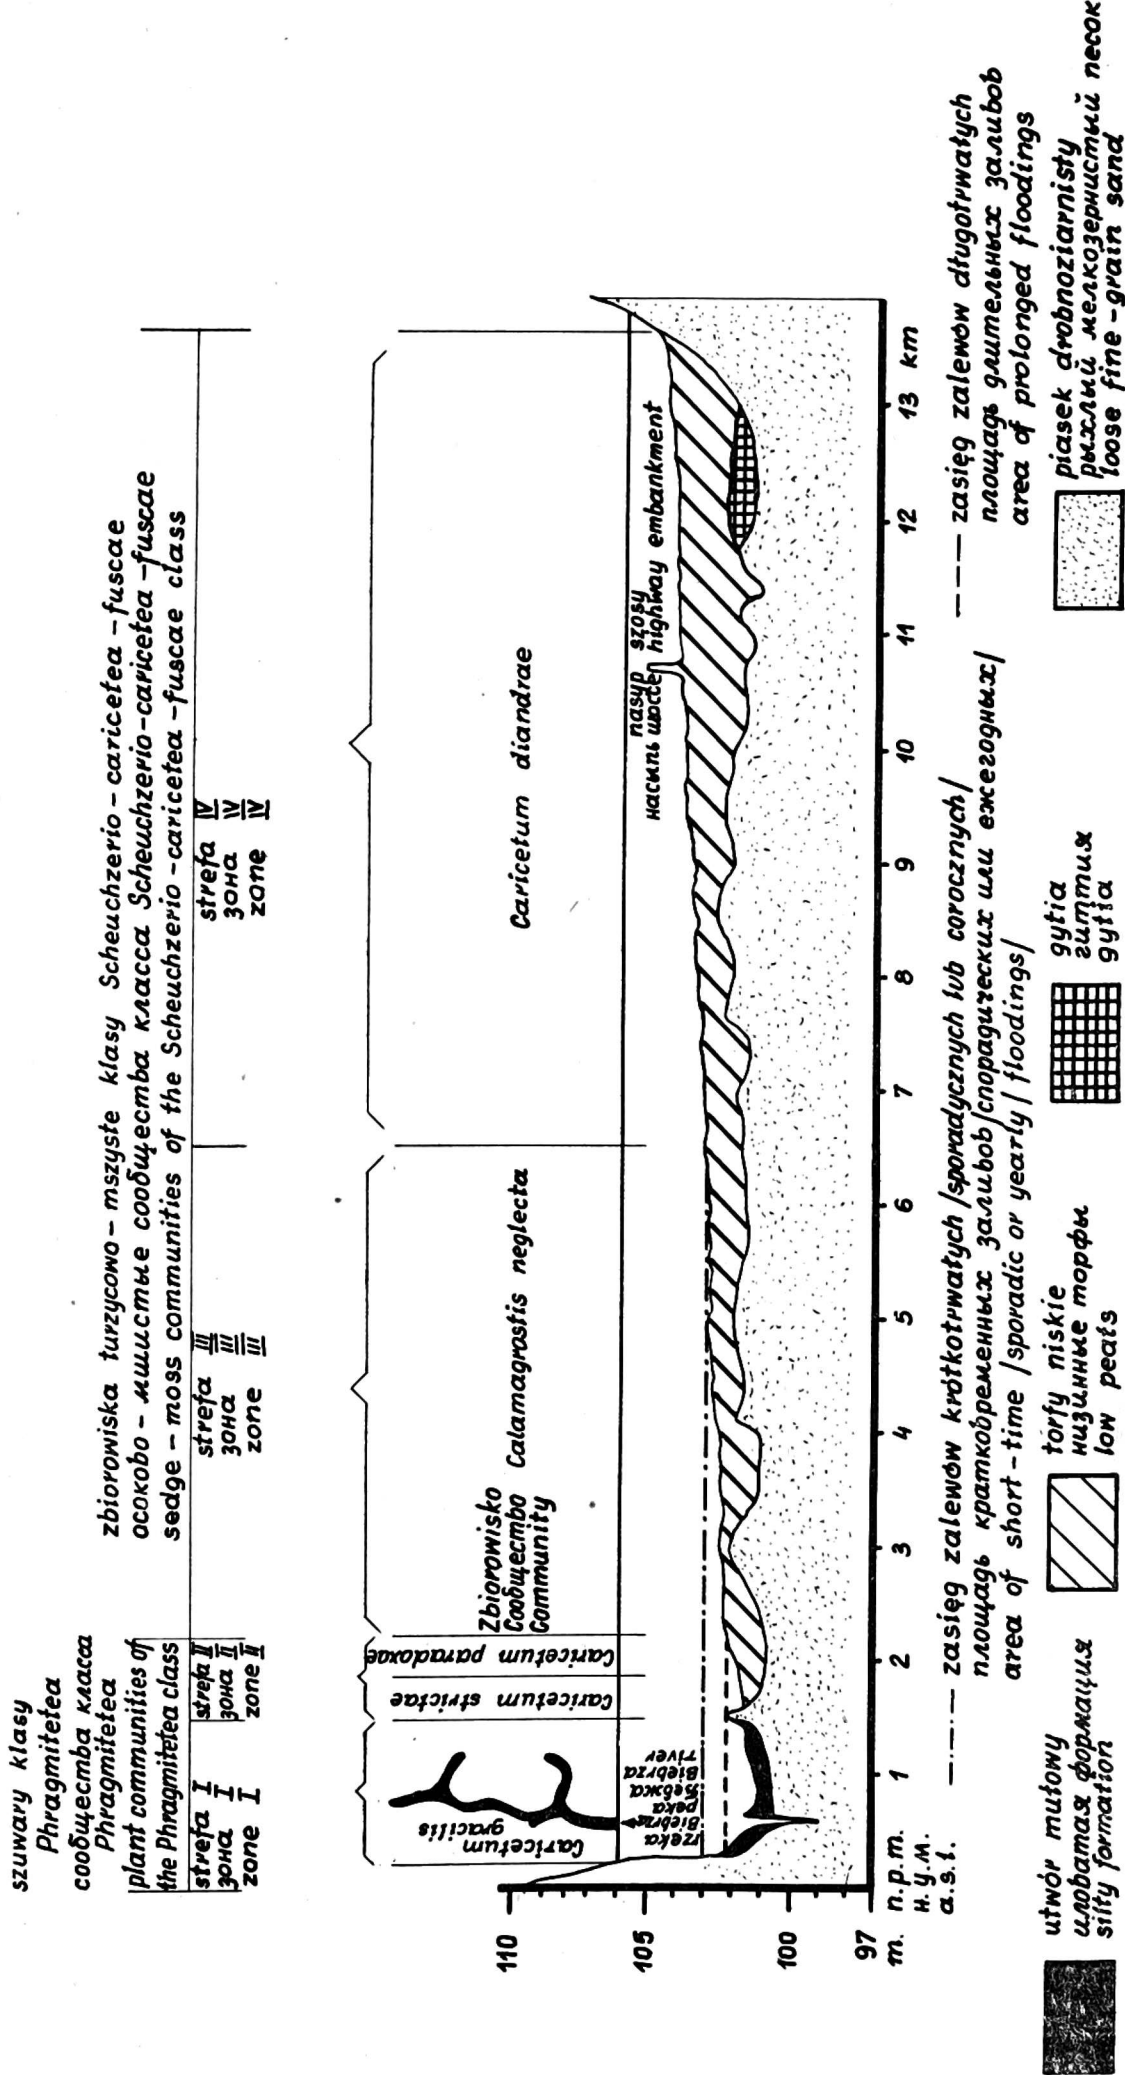 szuwary klasy
Phragmitetea
сообщества класа
Phragmitetea
plant communities of
the Phragmitetea class
zbiorowiska turzycowo-mszyste klasy Scheuchzerio-caricetea-fuscae
осоково-мшистые сообщества класса Scheuchzerio-caricetea-fuscae
sedge-moss communities of the Scheuchzerio-caricetea-fuscae class
strefa I
зона I
zone I
strefa II
зона II
zone II
strefa III
зона III
zone III
strefa IV
зона IV
zone IV
Caricetum
gracilis
Caricetum strictae
Caricetum paradoxae
Zbiorowisko
Сообщество
Community
Calamagrostis neglecta
Caricetum diandrae
rzeka
Biebrza
река
Бебжа
Biebrza
river
nasyp szosy
насыпь шоссе
highway embankment
110
105
100
97
m. n.p.m.
н.у.м.
a.s.l.
1 2 3 4 5 6 7 8 9 10 11 12 13 km
zasięg zalewów krótkotrwałych /sporadycznych lub corocznych/
площадь кратковременных заливов /спорадических или ежегодных/
area of short-time /sporadic or yearly/ floodings/
zasięg zalewów długotrwałych
площадь длительных заливов
area of prolonged floodings
utwór mułowy
иловатая формация
silty formation
torfy niskie
низинные торфы
low peats
gytia
гиттия
gytia
piasek drobnoziarnisty
рыхлый мелкозернистый песок
loose fine-grain sand